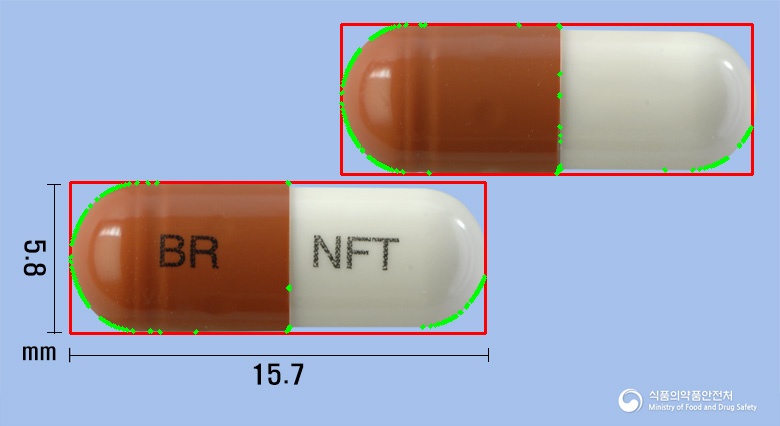 BR NFT
5.8
mm
15.7
식품의약품안전처
Ministry of Food and Drug Safety